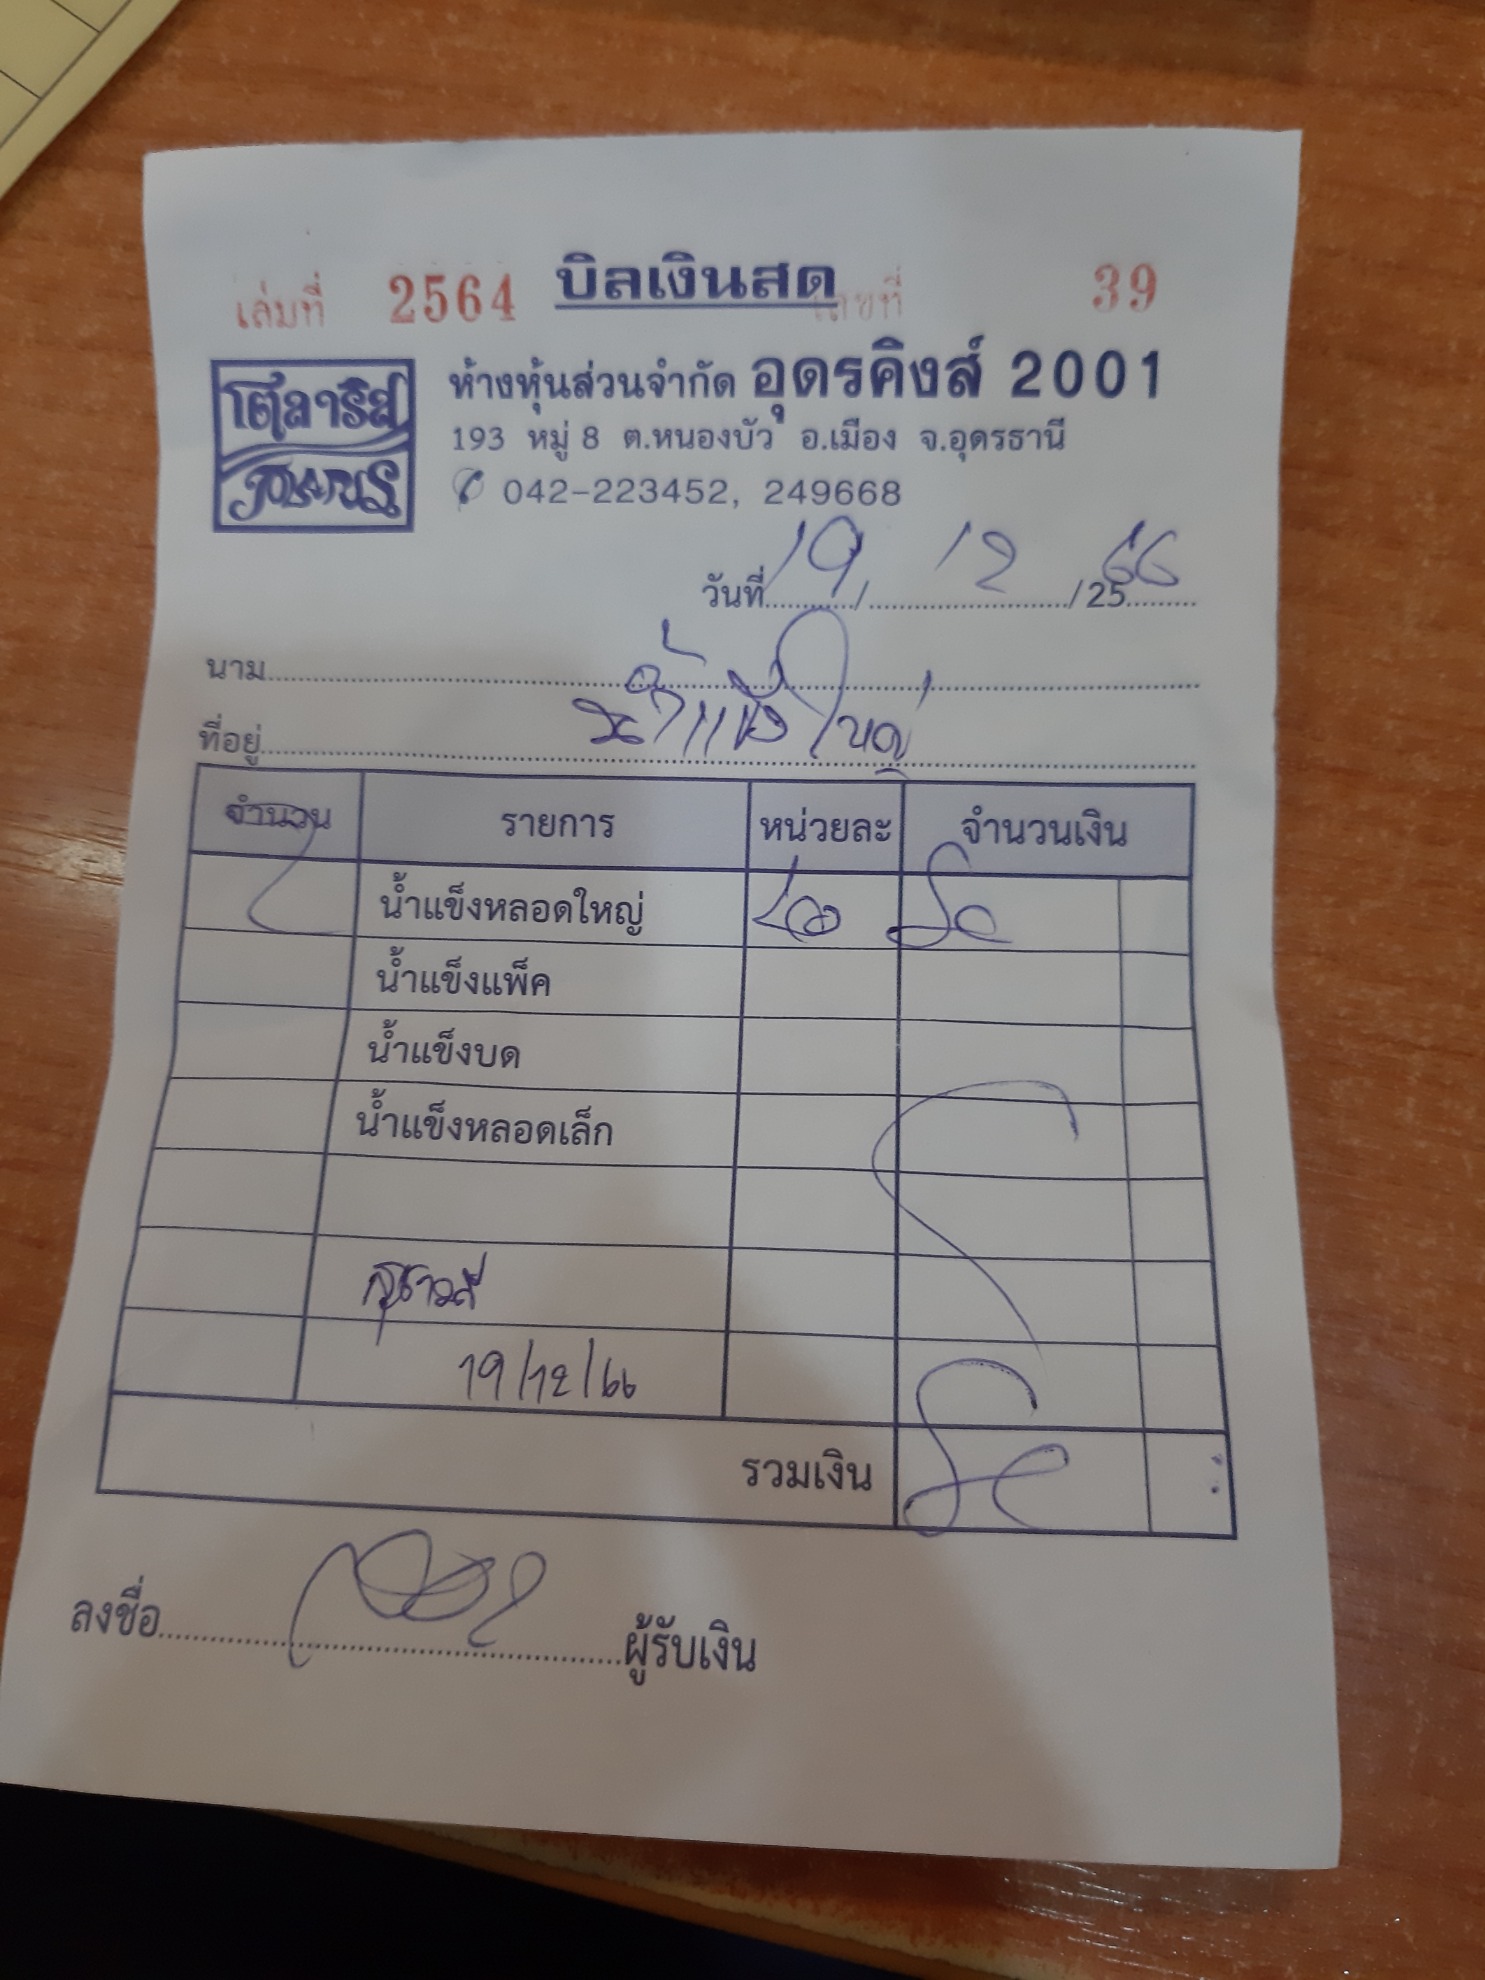 เล่มที่ 2564 บิลเงินสด เลขที่ 39
โตลาริส
ห้างหุ้นส่วนจำกัด อุดรคิงส์ 2001
193 หมู่ 8 ต.หนองบัว อ.เมือง จ.อุดรธานี
042-223452, 249668
วันที่ 19 / 12 / 2566
นาม
น้ำแข็งใหญ่
ที่อยู่
จำนวน รายการ หน่วยละ จำนวนเงิน
น้ำแข็งหลอดใหญ่
น้ำแข็งแพ็ค
น้ำแข็งบด
น้ำแข็งหลอดเล็ก
19/12/66
รวมเงิน
ลงชื่อ ผู้รับเงิน